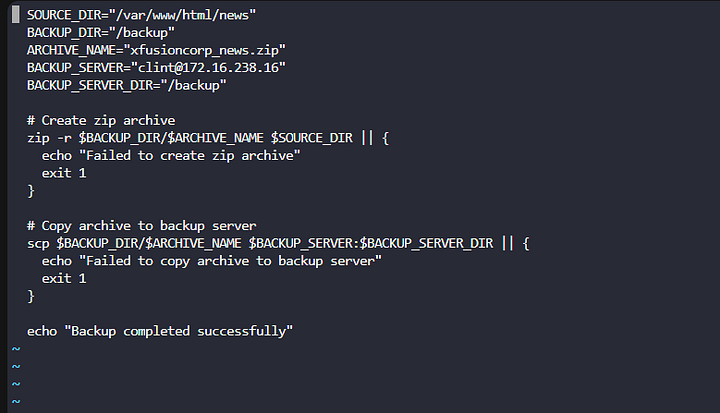 SOURCE_DIR="/var/www/html/news"
BACKUP_DIR="/backup"
ARCHIVE_NAME="xfusioncorp_news.zip"
BACKUP_SERVER="clint@172.16.238.16"
BACKUP_SERVER_DIR="/backup"

# Create zip archive
zip -r $BACKUP_DIR/$ARCHIVE_NAME $SOURCE_DIR || {
  echo "Failed to create zip archive"
  exit 1
}

# Copy archive to backup server
scp $BACKUP_DIR/$ARCHIVE_NAME $BACKUP_SERVER:$BACKUP_SERVER_DIR || {
  echo "Failed to copy archive to backup server"
  exit 1
}

echo "Backup completed successfully"
~
~
~
~